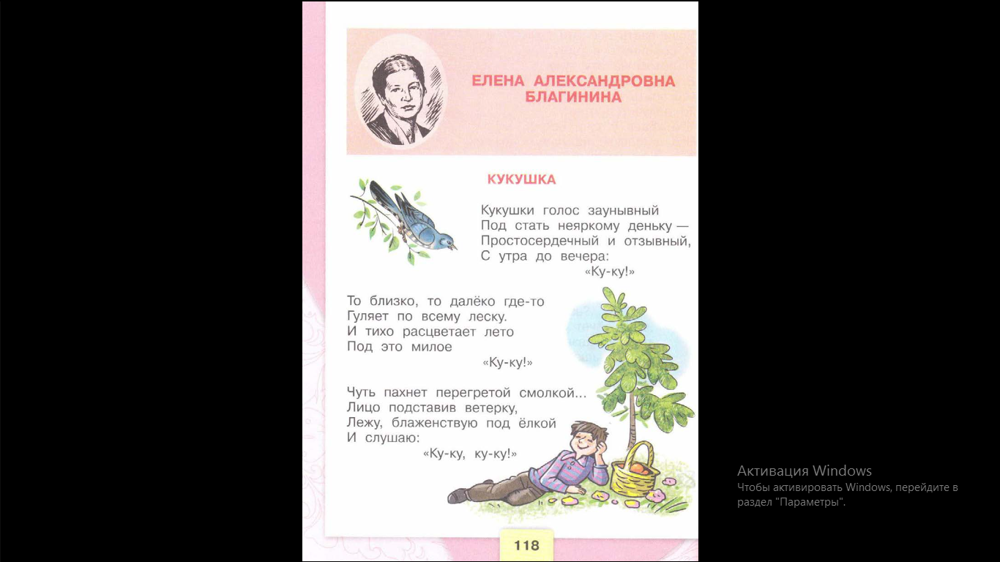 ЕЛЕНА АЛЕКСАНДРОВНА
БЛАГИНИНА
КУКУШКА
Кукушки голос заунывный
Под стать неяркому деньку —
Простосердечный и отзывный,
С утра до вечера:
«Ку-ку!»
То близко, то далёко где-то
Гуляет по всему леску.
И тихо расцветает лето
Под это милое
«Ку-ку!»
Чуть пахнет перегретой смолкой...
Лицо подставив ветерку,
Лежу, блаженствую под ёлкой
И слушаю:
«Ку-ку, ку-ку!»
118
Активация Windows
Чтобы активировать Windows, перейдите в
раздел "Параметры".